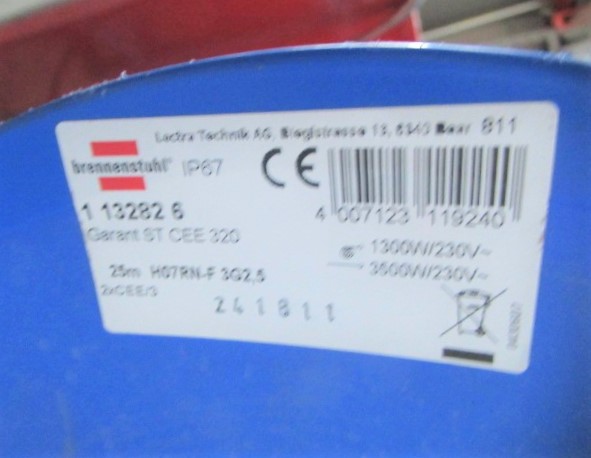 Lectra Technik AG, Blegistrasse 13, 6340 Baar 811
brennenstuhl IP67
CE
1 13282 6
4 007123 119240
Garant ST CEE 320
1300W/230V~
25m H07RN-F 3G2,5
3500W/230V~
2xCEE/3
241811